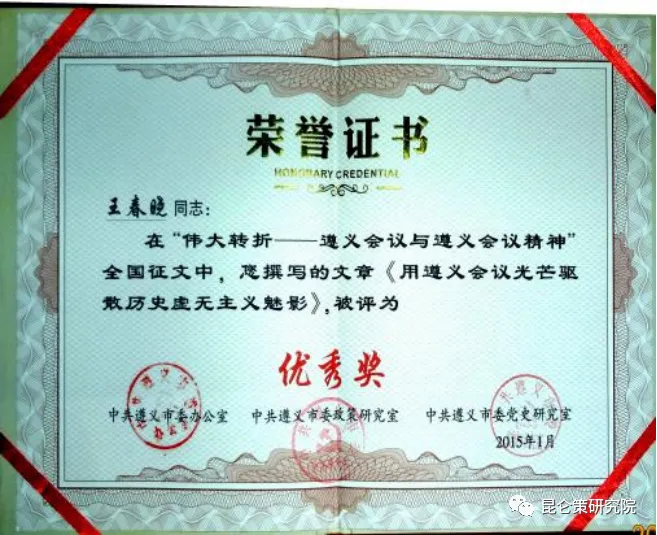 荣誉证书
HONORARY CREDENTIAL
王春晚同志：
在“伟大转折——遵义会议与遵义会议精神”
全国征文中，您撰写的文章《用遵义会议光芒驱
散历史虚无主义魅影》，被评为
优秀奖
中共遵义市委办公室 中共遵义市委政策研究室 中共遵义市委党史研究室
2015年1月
昆仑策研究院